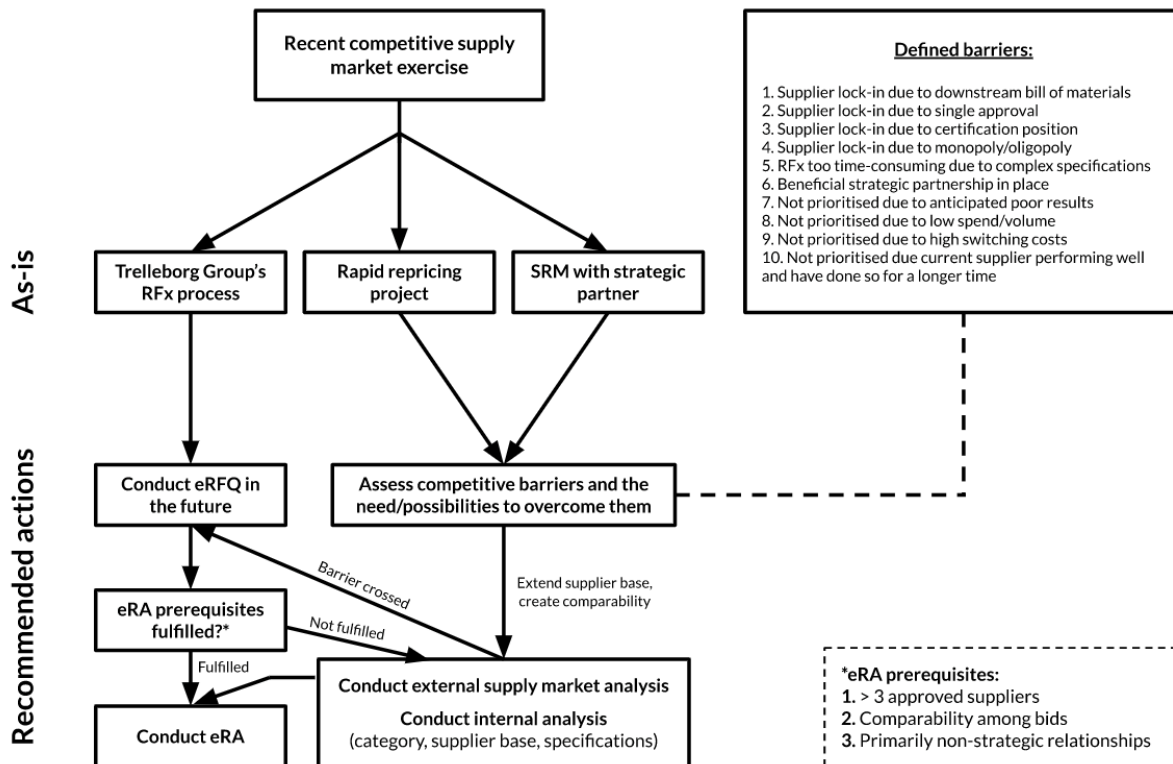 Recent competitive supply
market exercise
Defined barriers:
1. Supplier lock-in due to downstream bill of materials
2. Supplier lock-in due to single approval
3. Supplier lock-in due to certification position
4. Supplier lock-in due to monopoly/oligopoly
5. RFx too time-consuming due to complex specifications
6. Beneficial strategic partnership in place
7. Not prioritised due to anticipated poor results
8. Not prioritised due to low spend/volume
9. Not prioritised due to high switching costs
10. Not prioritised due current supplier performing well
and have done so for a longer time
As-is
Trelleborg Group's
RFx process
Rapid repricing
project
SRM with strategic
partner
Recommended actions
Conduct eRFQ in
the future
Assess competitive barriers and the
need/possibilities to overcome them
Barrier crossed
Extend supplier base,
create comparability
eRA prerequisites
fulfilled?*
Not fulfilled
Fulfilled
Conduct eRA
Conduct external supply market analysis
Conduct internal analysis
(category, supplier base, specifications)
*eRA prerequisites:
1. > 3 approved suppliers
2. Comparability among bids
3. Primarily non-strategic relationships